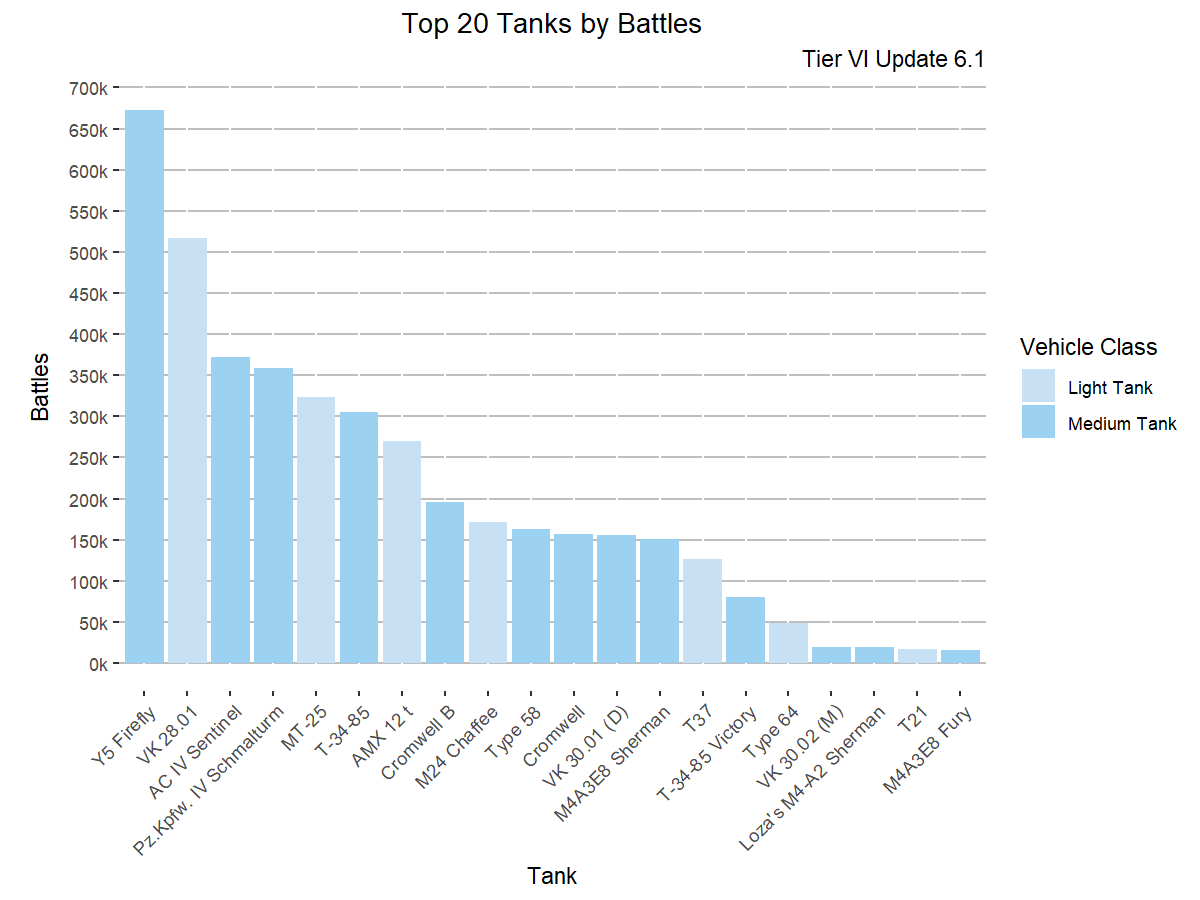 Top 20 Tanks by Battles
Tier VI Update 6.1
700k
650k
600k
550k
500k
450k
400k
350k
300k
250k
200k
150k
100k
50k
0k
Battles
Y5 Firefly
VK 28.01
AC IV Sentinel
Pz.Kpfw. IV Schmalturm
MT-25
T-34-85
AMX 12 t
Cromwell B
M24 Chaffee
Type 58
Cromwell
VK 30.01 (D)
M4A3E8 Sherman
T37
T-34-85 Victory
Type 64
VK 30.02 (M)
Loza's M4-A2 Sherman
T21
M4A3E8 Fury
Tank
Vehicle Class
Light Tank
Medium Tank